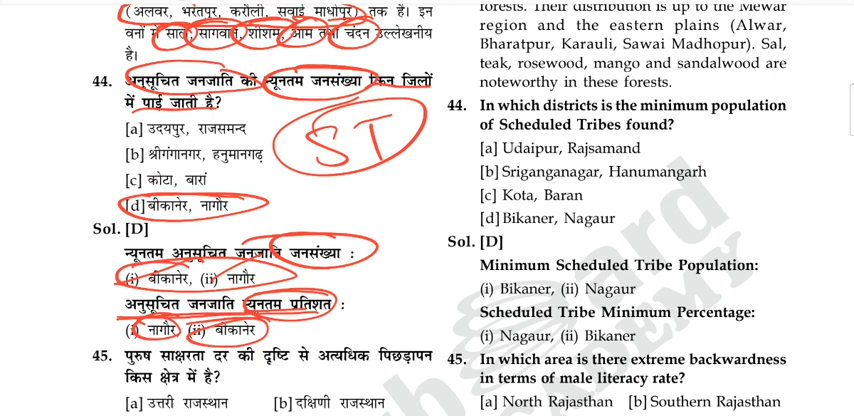 (अलवर, भरतपुर, करौली, सवाई माधोपुर) तक हैं। इन
वनों में साल, सागवान, शीशम, आम तथा चंदन उल्लेखनीय
है।
44. अनुसूचित जनजाति की न्यूनतम जनसंख्या किन जिलों
में पाई जाती है?
[a] उदयपुर, राजसमन्द
[b] श्रीगंगानगर, हनुमानगढ़
[c] कोटा, बारां
[d] बीकानेर, नागौर
ST
Sol. [D]
न्यूनतम अनुसूचित जनजाति जनसंख्या :
(i) बीकानेर, (ii) नागौर
अनुसूचित जनजाति न्यूनतम प्रतिशत :
(i) नागौर (ii) बीकानेर
45. पुरुष साक्षरता दर की दृष्टि से अत्यधिक पिछड़ापन
किस क्षेत्र में है?
[a] उत्तरी राजस्थान [b] दक्षिणी राजस्थान
forests. Their distribution is up to the Mewar
region and the eastern plains (Alwar,
Bharatpur, Karauli, Sawai Madhopur). Sal,
teak, rosewood, mango and sandalwood are
noteworthy in these forests.
44. In which districts is the minimum population
of Scheduled Tribes found?
[a] Udaipur, Rajsamand
[b] Sriganganagar, Hanumangarh
[c] Kota, Baran
[d] Bikaner, Nagaur
Sol. [D]
Minimum Scheduled Tribe Population:
(i) Bikaner, (ii) Nagaur
Scheduled Tribe Minimum Percentage:
(i) Nagaur, (ii) Bikaner
45. In which area is there extreme backwardness
in terms of male literacy rate?
[a] North Rajasthan [b] Southern Rajasthan